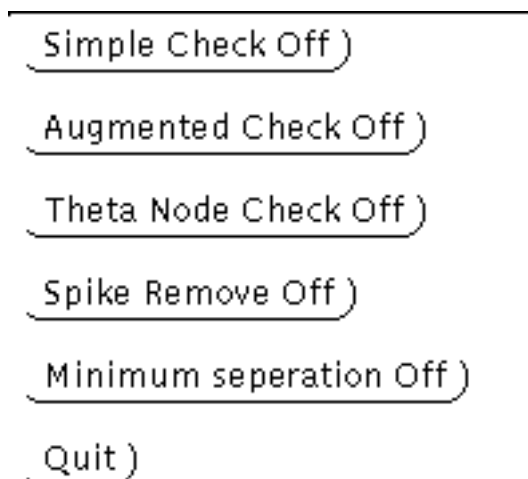 Simple Check Off
Augmented Check Off
Theta Node Check Off
Spike Remove Off
Minimum seperation Off
Quit